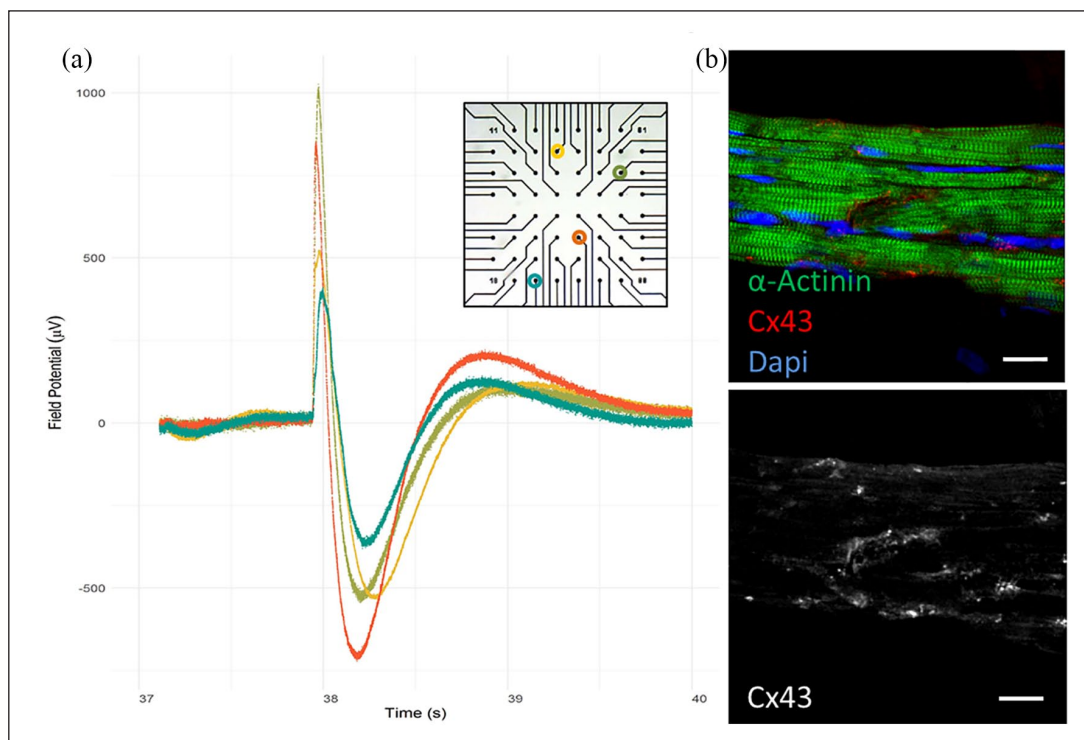 (a)
1000
500
0
-500
37
38
39
40
Field Potential (µV)
Time (s)
11
81
18
88
(b)
α-Actinin
Cx43
Dapi
Cx43